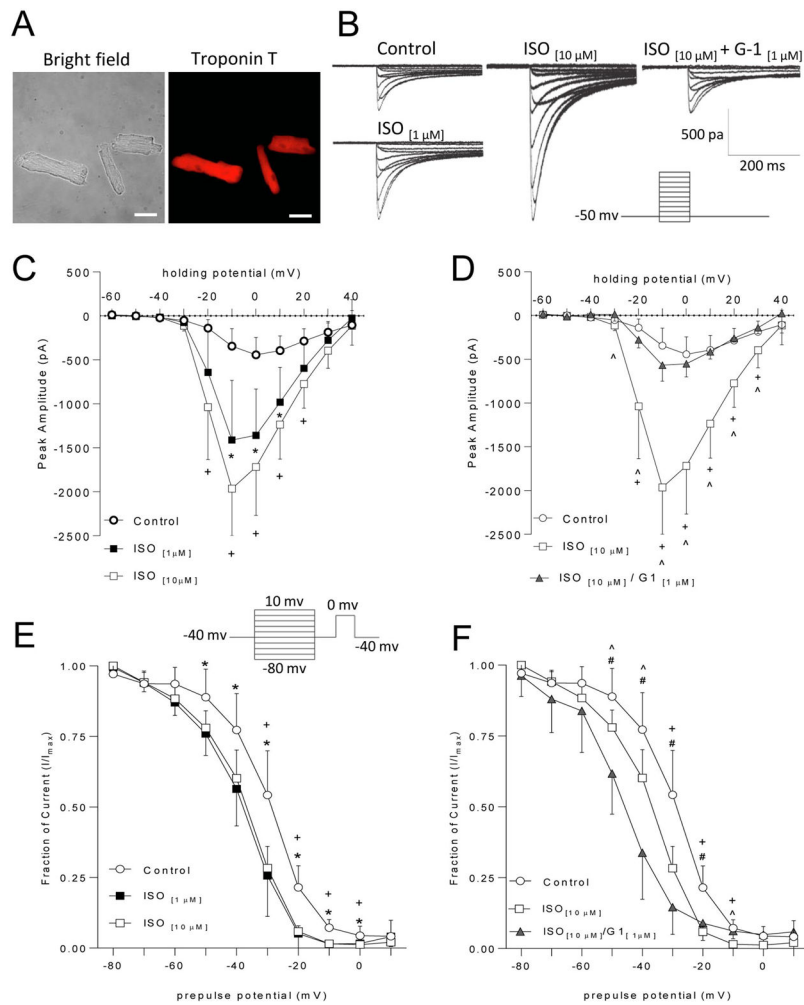 A
Bright field
Troponin T
B
Control
ISO [10 µM]
ISO [10 µM] + G-1 [1 µM]
ISO [1 µM]
500 pa
200 ms
-50 mv
C
holding potential (mV)
500
-60 -40 -20 0 20 40
0
-500
-1000
-1500
-2000
-2500
Peak Amplitude (pA)
* * *
+ + + + +
Control
ISO [1µM]
ISO [10µM]
D
holding potential (mV)
500
-60 -40 -20 0 20 40
0
-500
-1000
-1500
-2000
-2500
Peak Amplitude (pA)
^
^
+
+
^
+
^
+
^
+
^
+
^
Control
ISO [10 µM]
ISO [10 µM] / G1 [1 µM]
10 mv
0 mv
-40 mv
-40 mv
-80 mv
E
1.00
0.75
0.50
0.25
0.00
Fraction of Current (I/Imax)
* *
+
*
+
*
+
*
+
*
Control
ISO [1 µM]
ISO [10 µM]
-80 -60 -40 -20 0
prepulse potential (mV)
F
1.00
0.75
0.50
0.25
0.00
Fraction of Current (I/Imax)
^
#
^
#
+
#
+
#
+
^
Control
ISO [10 µM]
ISO [10 µM]/G1 [ 1µM]
-80 -60 -40 -20 0
prepulse potential (mV)